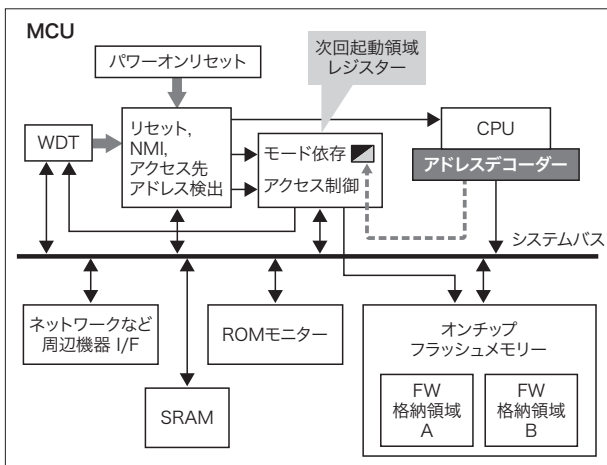 MCU
パワーオンリセット
次回起動領域
レジスター
WDT
リセット,
NMI,
アクセス先
アドレス検出
モード依存
アクセス制御
CPU
アドレスデコーダー
システムバス
ネットワークなど
周辺機器 I/F
SRAM
ROMモニター
オンチップ
フラッシュメモリー
FW
格納領域
A
FW
格納領域
B